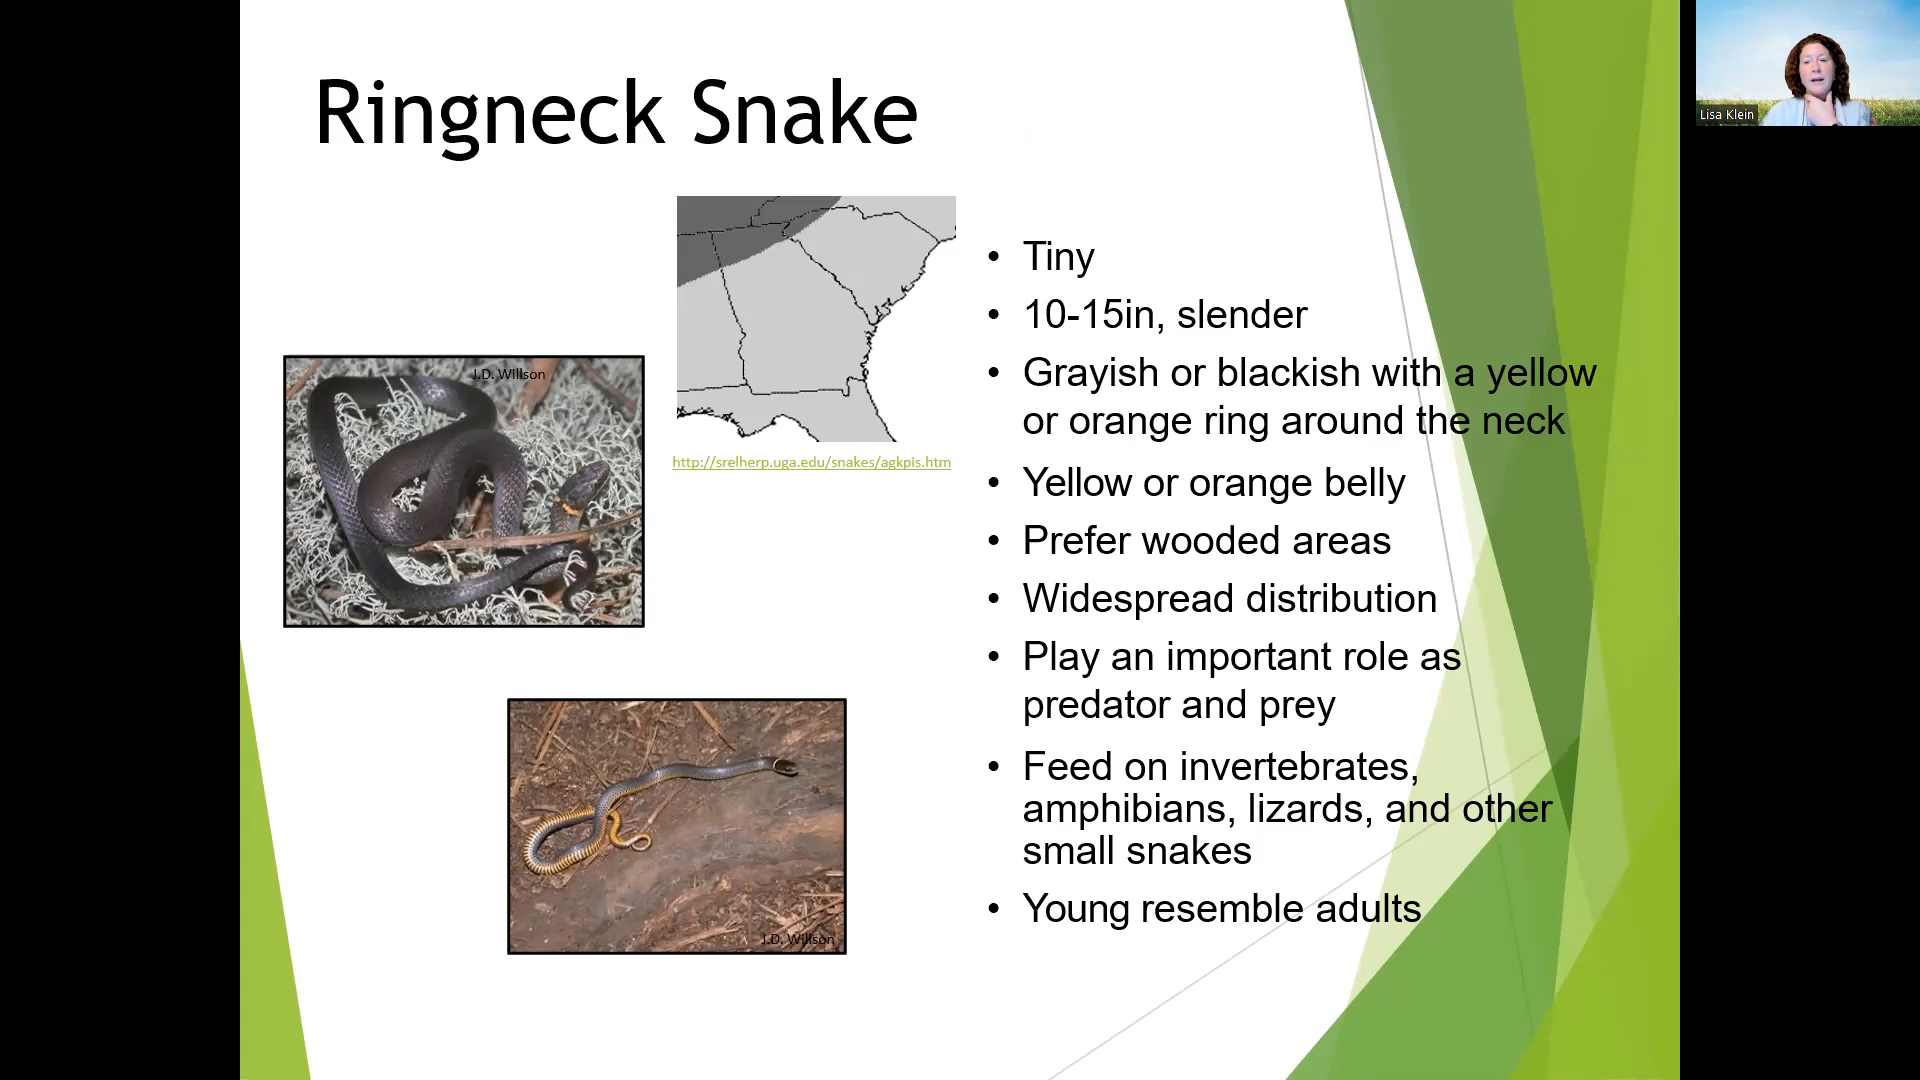 Ringneck Snake
Lisa Klein
J.D. Willson
http://srelherp.uga.edu/snakes/agkpis.htm
• Tiny
• 10-15in, slender
• Grayish or blackish with a yellow
or orange ring around the neck
• Yellow or orange belly
• Prefer wooded areas
• Widespread distribution
• Play an important role as
predator and prey
• Feed on invertebrates,
amphibians, lizards, and other
small snakes
• Young resemble adults
J.D. Willson